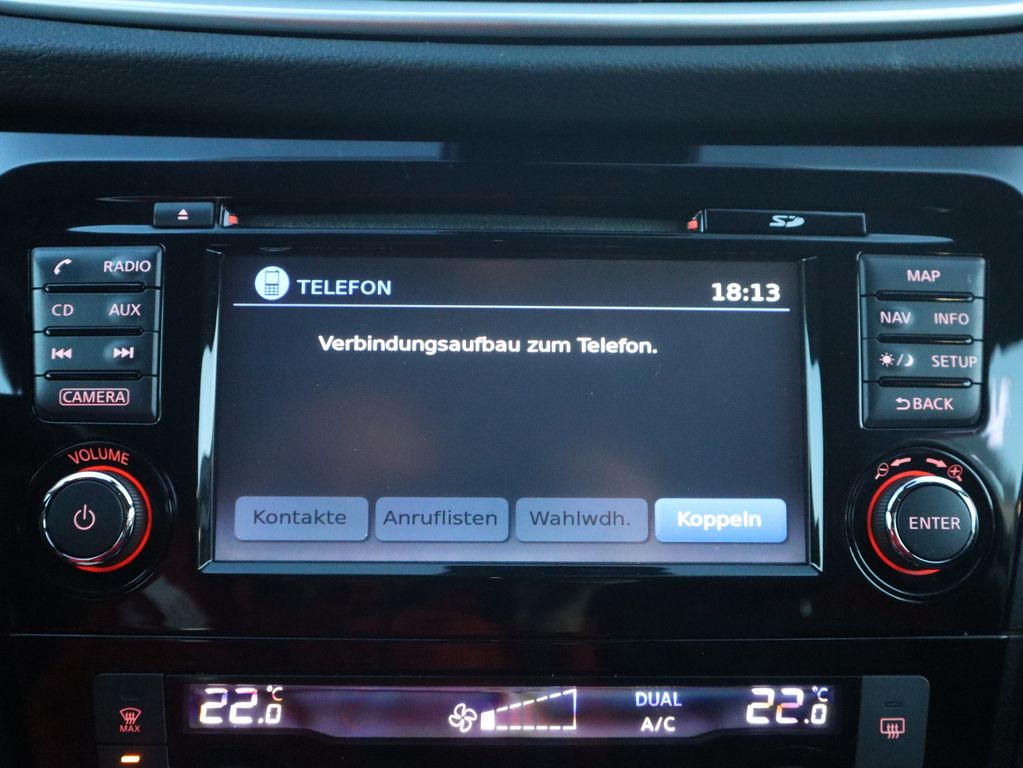 SD
RADIO
CD AUX
CAMERA
VOLUME
TELEFON 18:13
Verbindungsaufbau zum Telefon.
Kontakte Anruflisten Wahlwdh. Koppeln
MAP
NAV INFO
SETUP
BACK
ENTER
MAX
22.0 °C
DUAL
A/C
22.0 °C